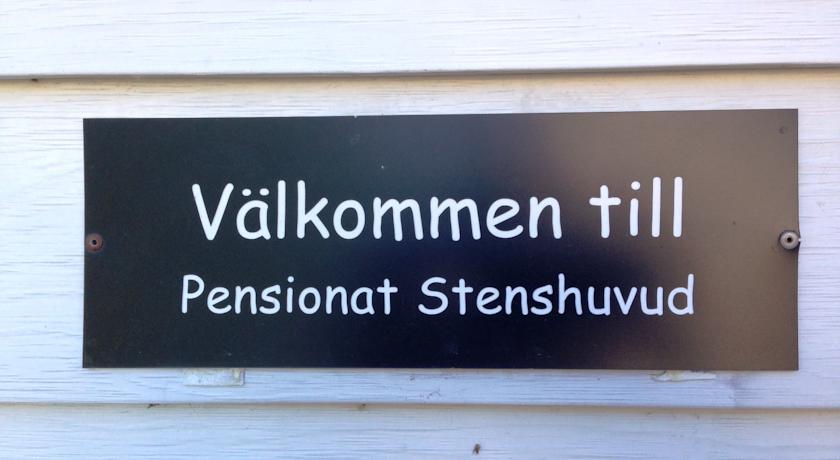 Välkommen till
Pensionat Stenshuvud